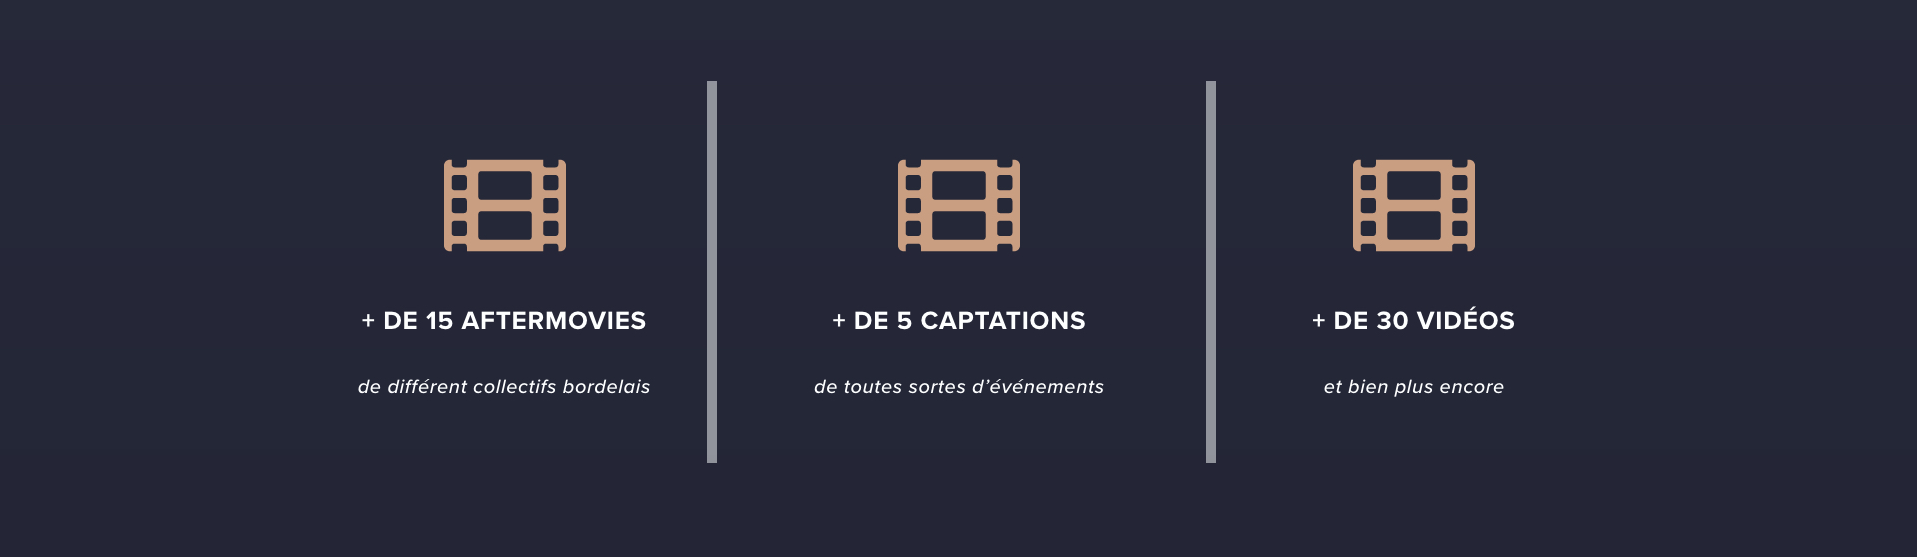 + DE 15 AFTERMOVIES
de différent collectifs bordelais
+ DE 5 CAPTATIONS
de toutes sortes d’événements
+ DE 30 VIDÉOS
et bien plus encore